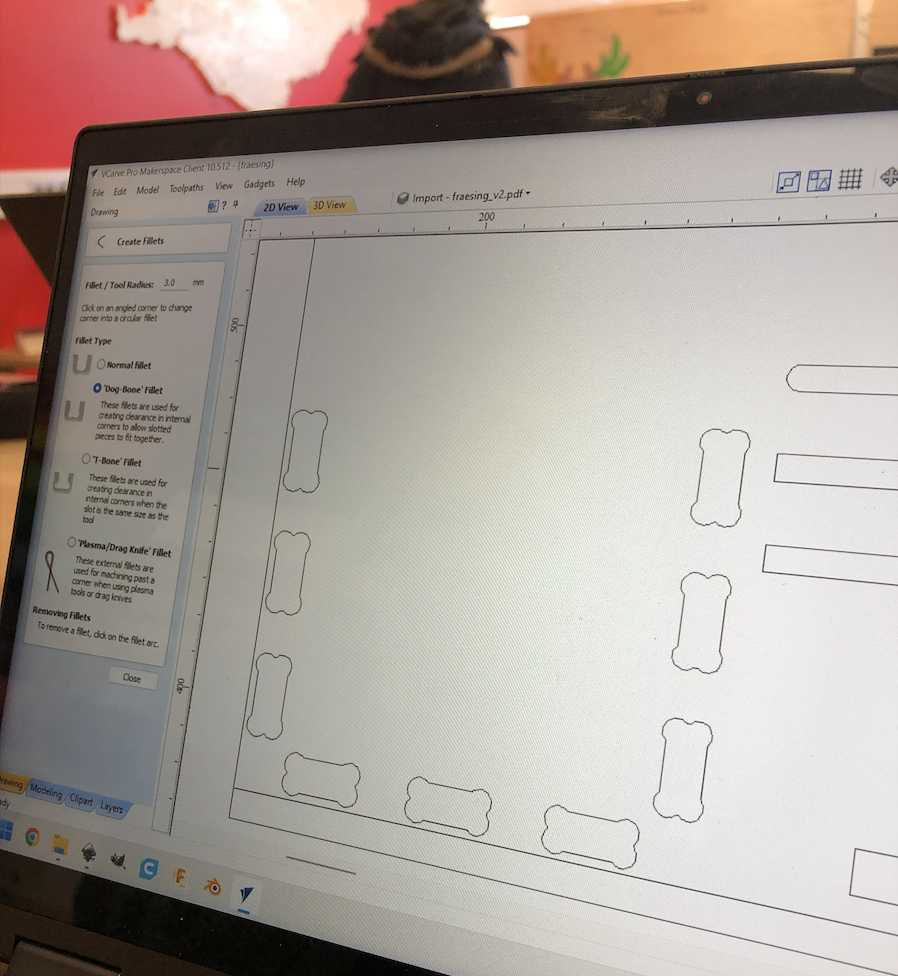 VCarve Pro Makerspace Client 10.512 - [fraesing]
File Edit Model Toolpaths View Gadgets Help
Drawing
?
2D View
3D View
Import - fraesing_v2.pdf
200
Create Fillets
Fillet / Tool Radius: 3.0 mm
Click on an angled corner to change
corner into a circular fillet
Fillet Type
Normal fillet
'Dog-Bone' Fillet
These fillets are used for
creating clearance in internal
corners to allow slotted
pieces to fit together.
'T-Bone' Fillet
These fillets are used for
creating clearance in
internal corners when the
slot is the same size as the
tool
'Plasma/Drag Knife' Fillet
These external fillets are
used for machining past a
corner when using plasma
tools or drag knives
Removing Fillets
To remove a fillet, click on the fillet arc.
Close
500
400
Modeling Clipart Layers